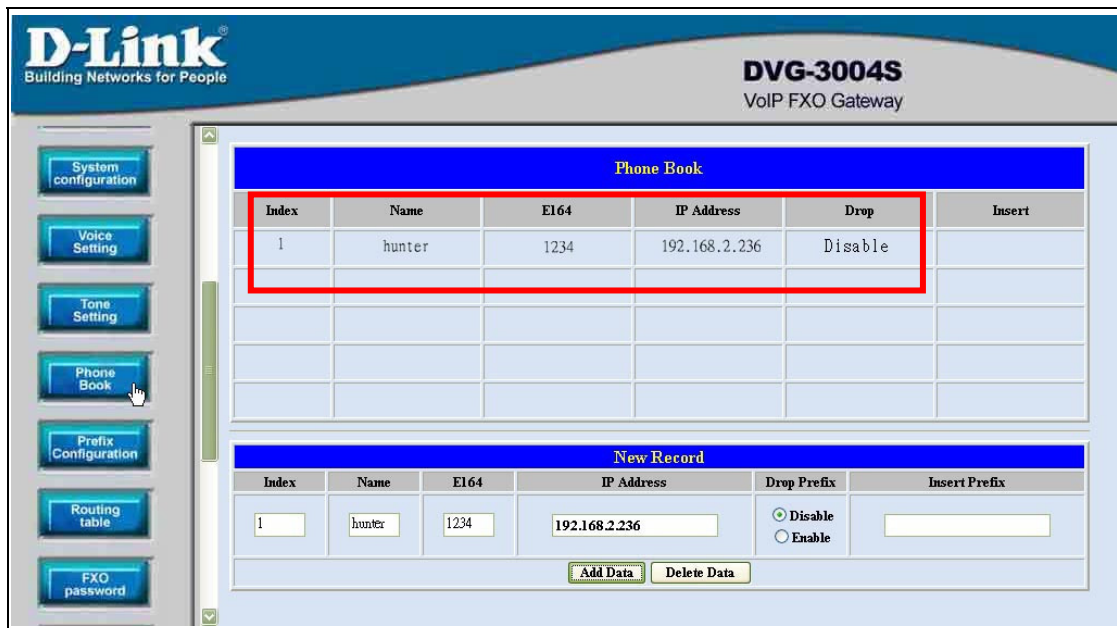 D-Link®
Building Networks for People
DVG-3004S
VoIP FXO Gateway
System
configuration
Voice
Setting
Tone
Setting
Phone
Book
Prefix
Configuration
Routing
table
FXO
password
Phone Book
Index Name E164 IP Address Drop Insert
1 hunter 1234 192.168.2.236 Disable
New Record
Index Name E164 IP Address Drop Prefix Insert Prefix
1 hunter 1234 192.168.2.236 Disable
Enable
Add Data Delete Data